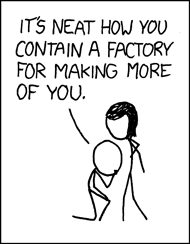 IT'S NEAT HOW YOU
CONTAIN A FACTORY
FOR MAKING MORE
OF YOU.